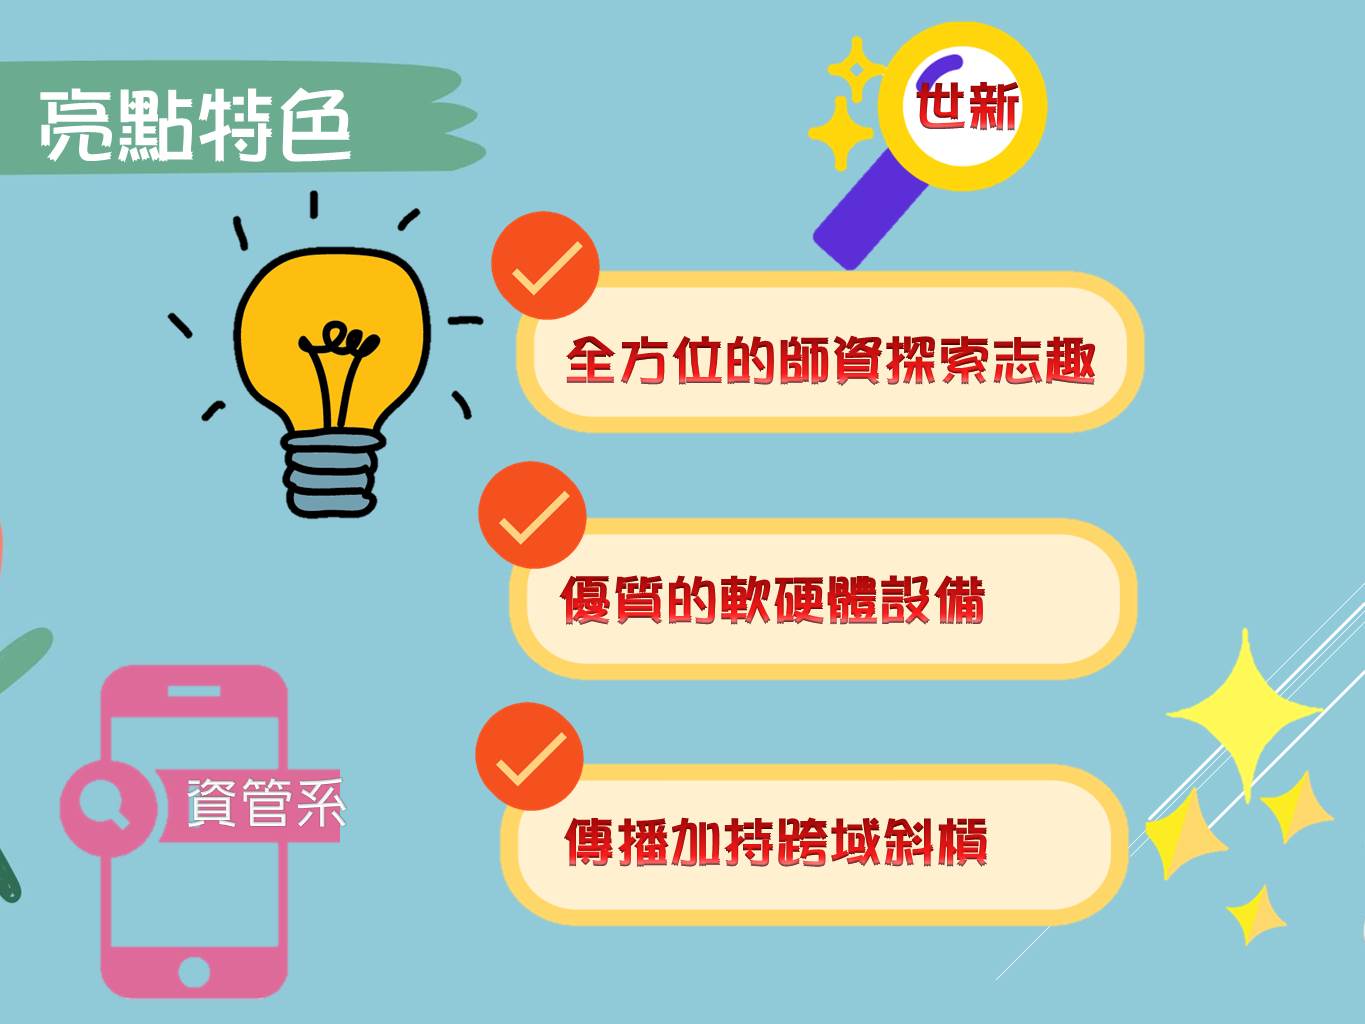 亮點特色
世新
全方位的師資探索志趣
優質的軟硬體設備
資管系
傳播加持跨域斜槓